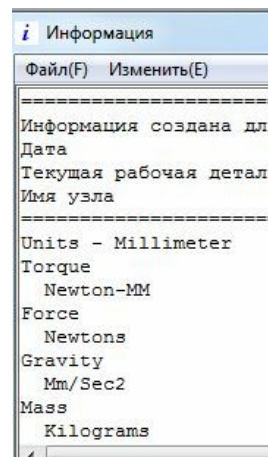 i Информация
Файл(F) Изменить(E)
======================
Информация создана дл
Дата
Текущая рабочая детал
Имя узла
======================
Units - Millimeter
Torque
Newton-MM
Force
Newtons
Gravity
Mm/Sec2
Mass
Kilograms